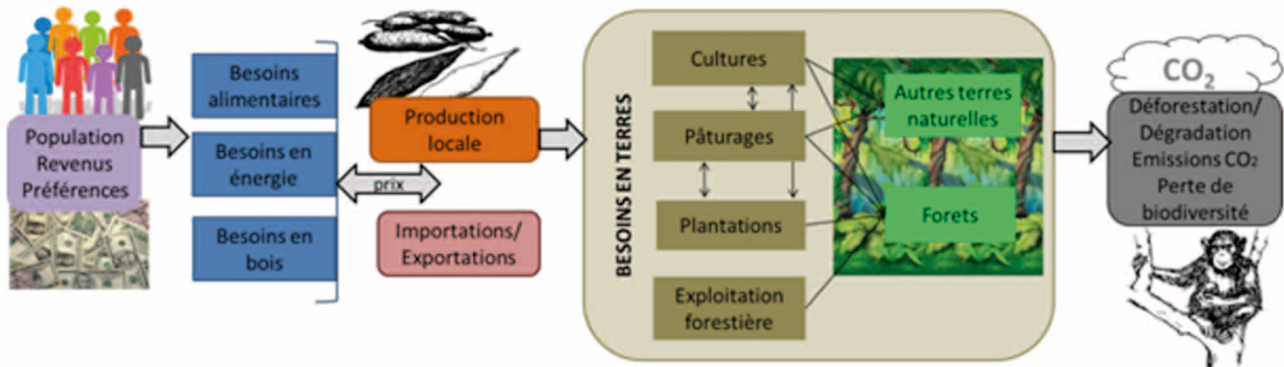 Population
Revenus
Préférences
Besoins
alimentaires
Besoins en
énergie
Besoins en
bois
prix
Production
locale
Importations/
Exportations
BESOINS EN TERRES
Cultures
Pâturages
Plantations
Exploitation
forestière
Autres terres
naturelles
Forets
CO₂
Déforestation/
Dégradation
Emissions CO₂
Perte de
biodiversité